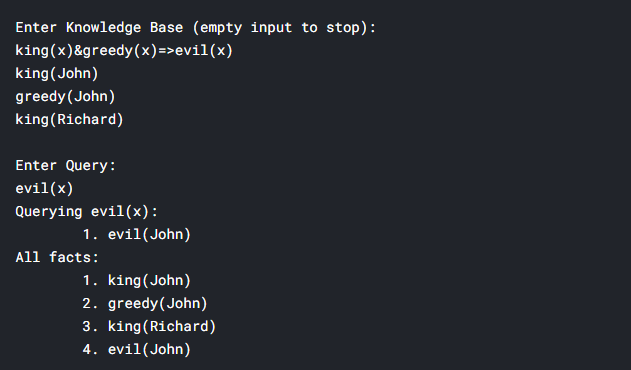 Enter Knowledge Base (empty input to stop):
king(x)&greedy(x)=>evil(x)
king(John)
greedy(John)
king(Richard)
Enter Query:
evil(x)
Querying evil(x):
1. evil(John)
All facts:
1. king(John)
2. greedy(John)
3. king(Richard)
4. evil(John)